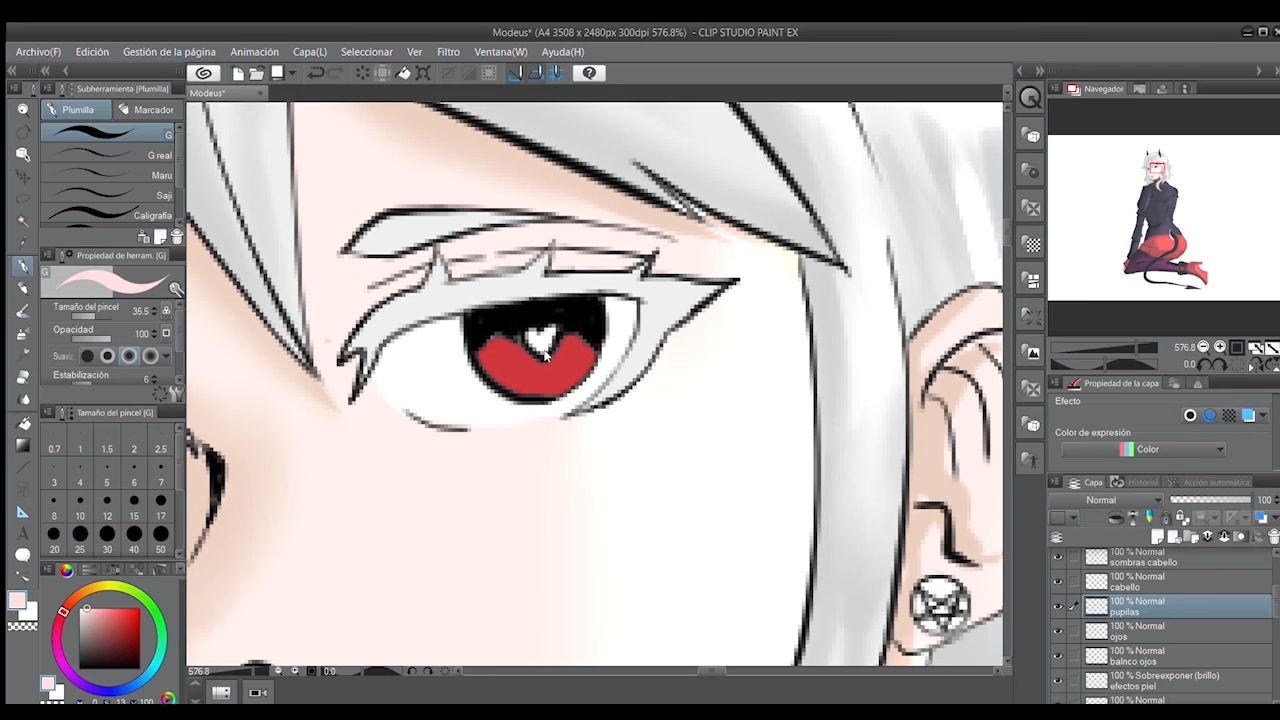 Modeus* (A4 3508 x 2480px 300dpi 576.8%) - CLIP STUDIO PAINT EX
Archivo(F) Edición Gestión de la página Animación Capa(L) Seleccionar Ver Filtro Ventana(W) Ayuda(H)
Subherramienta [Plumilla]
Modeus*
Navegador
Plumilla Marcador
G
G real
Maru
Saji
Caligrafía
Propiedad de herram. [G]
G
Tamaño del pincel 35.5
Opacidad 100
Suave
Estabilización 6
Tamaño del pincel [G]
0.7 1 1.5 2 2.5
3 4 5 6 7
8 10 12 15 17
20 25 30 40 50
576.8
0.0
576.8
0.0
Propiedad de la capa
Efecto
Color de expresión
Color
Capa Historial Acción automática
Normal 100
100 % Normal
sombras cabello
100 % Normal
cabello
100 % Normal
pupilas
100 % Normal
ojos
100 % Normal
balnco ojos
100 % Sobreexponer (brillo)
efectos piel
100 % Normal